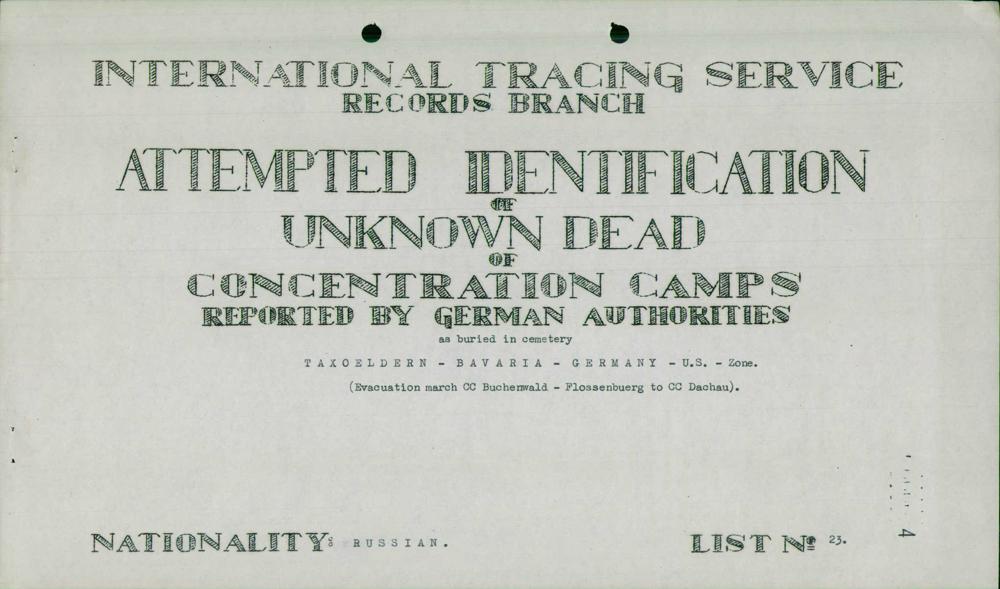 INTERNATIONAL TRACING SERVICE
RECORDS BRANCH
ATTEMPTED IDENTIFICATION
OF
UNKNOWN DEAD
OF
CONCENTRATION CAMPS
REPORTED BY GERMAN AUTHORITIES
as buried in cemetery
TAXOELDERN - BAVARIA - GERMANY - U.S. - Zone.
(Evacuation march CC Buchenwald - Flossenbuerg to CC Dachau).
NATIONALITY: RUSSIAN.
LIST Nº 23.
4